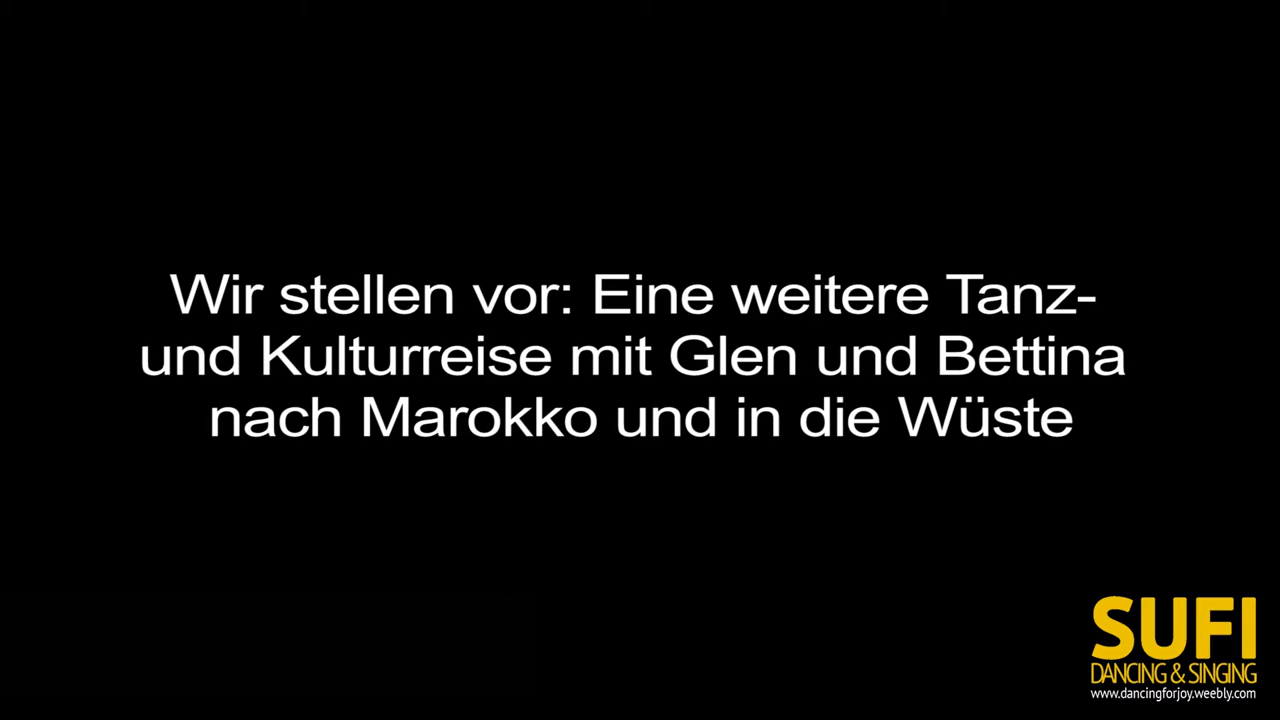 Wir stellen vor: Eine weitere Tanz-
und Kulturreise mit Glen und Bettina
nach Marokko und in die Wüste
SUFI
DANCING & SINGING
www.dancingforjoy.weebly.com